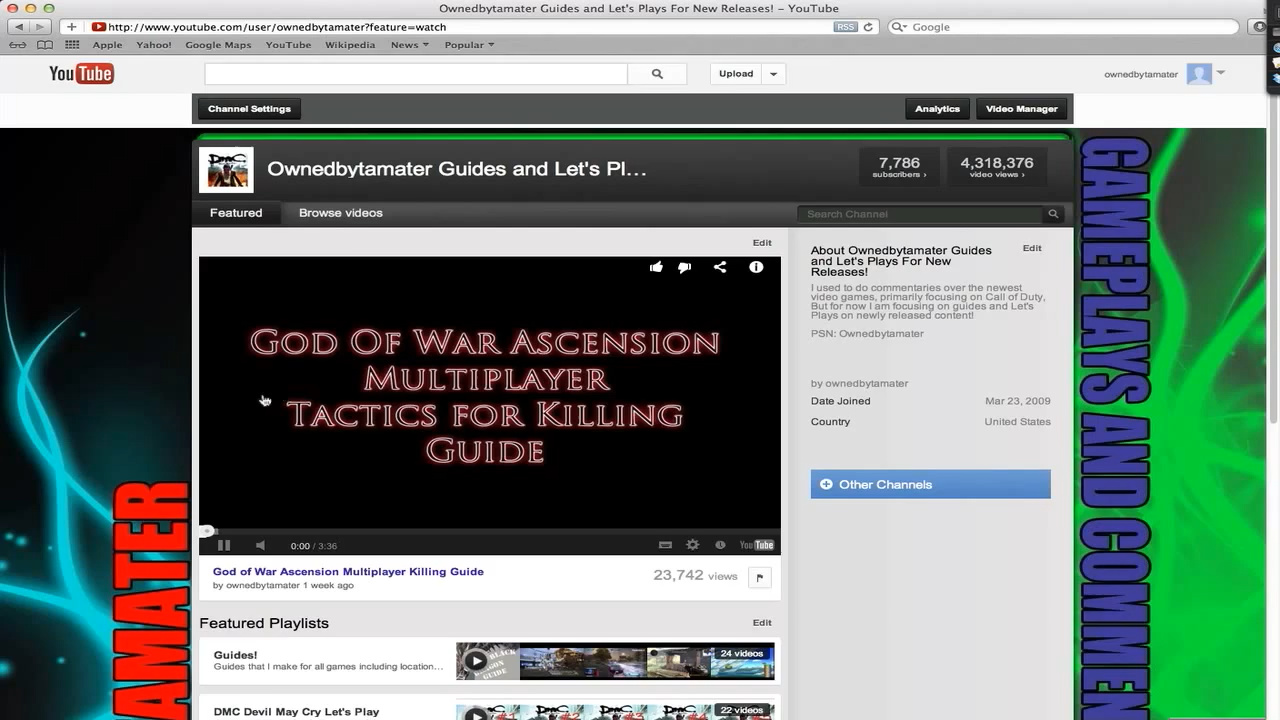 Ownedbytamater Guides and Let's Plays For New Releases! – YouTube
http://www.youtube.com/user/ownedbytamater?feature=watch
RSS
Google
Apple
Yahoo!
Google Maps
YouTube
Wikipedia
News
Popular
YouTube
Upload
ownedbytamater
Channel Settings
Analytics
Video Manager
DMC
Ownedbytamater Guides and Let's Pl...
7,786
subscribers ›
4,318,376
video views ›
Featured
Browse videos
Search Channel
Edit
God Of War Ascension
Multiplayer
Tactics for Killing
Guide
0:00 / 3:36
YouTube
God of War Ascension Multiplayer Killing Guide
by ownedbytamater 1 week ago
23,742 views
Featured Playlists
Edit
Guides!
Guides that I make for all games including location...
GUIDE
24 videos
DMC Devil May Cry Let's Play
22 videos
About Ownedbytamater Guides
and Let's Plays For New
Releases!
Edit
I used to do commentaries over the newest
video games, primarily focusing on Call of Duty,
But for now I am focusing on guides and Let's
Plays on newly released content!
PSN: Ownedbytamater
by ownedbytamater
Date Joined
Mar 23, 2009
Country
United States
Other Channels
AMATER
GAMEPLAYS AND COMMEN